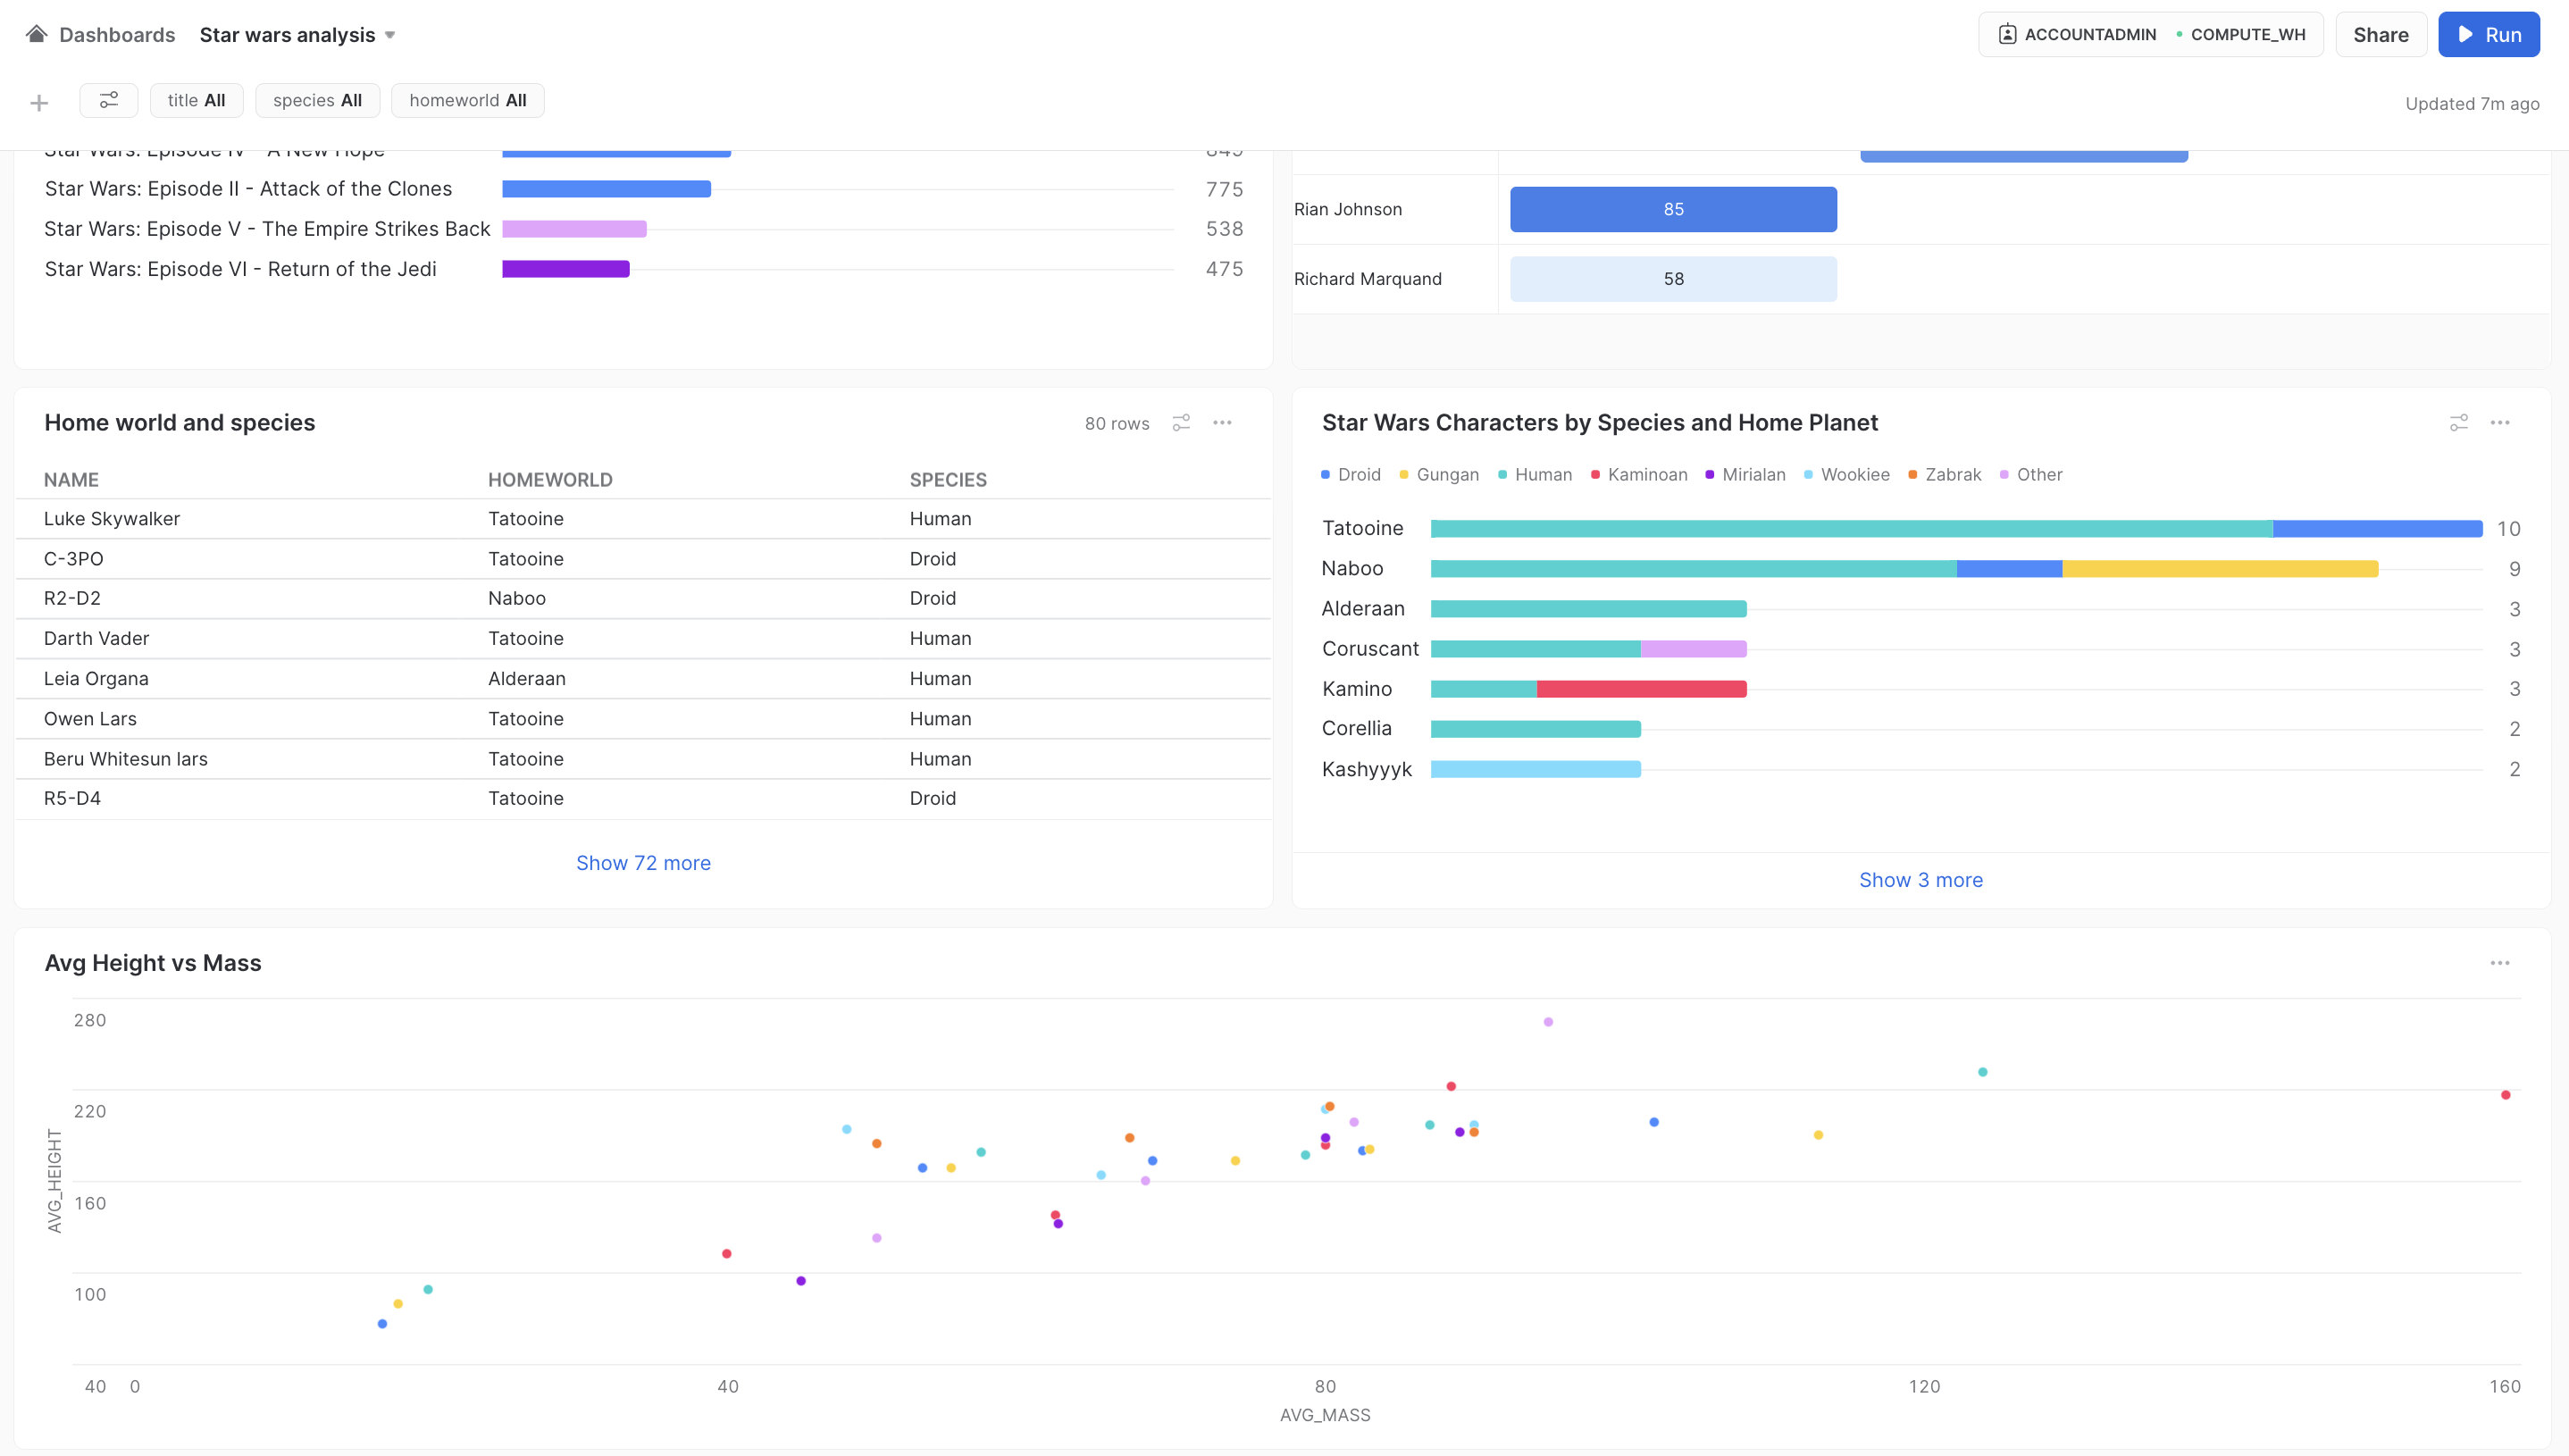 Dashboards Star wars analysis ACCOUNTADMIN COMPUTE_WH Share Run
title All species All homeworld All Updated 7m ago
Star Wars: Episode IV - A New Hope 849
Star Wars: Episode II - Attack of the Clones 775
Star Wars: Episode V - The Empire Strikes Back 538
Star Wars: Episode VI - Return of the Jedi 475
Rian Johnson 85
Richard Marquand 58
Home world and species 80 rows
NAME HOMEWORLD SPECIES
Luke Skywalker Tatooine Human
C-3PO Tatooine Droid
R2-D2 Naboo Droid
Darth Vader Tatooine Human
Leia Organa Alderaan Human
Owen Lars Tatooine Human
Beru Whitesun lars Tatooine Human
R5-D4 Tatooine Droid
Show 72 more
Star Wars Characters by Species and Home Planet
Droid Gungan Human Kaminoan Mirialan Wookiee Zabrak Other
Tatooine 10
Naboo 9
Alderaan 3
Coruscant 3
Kamino 3
Corellia 2
Kashyyyk 2
Show 3 more
Avg Height vs Mass
280
220
160
100
AVG_HEIGHT
40 0 40 80 120 160
AVG_MASS